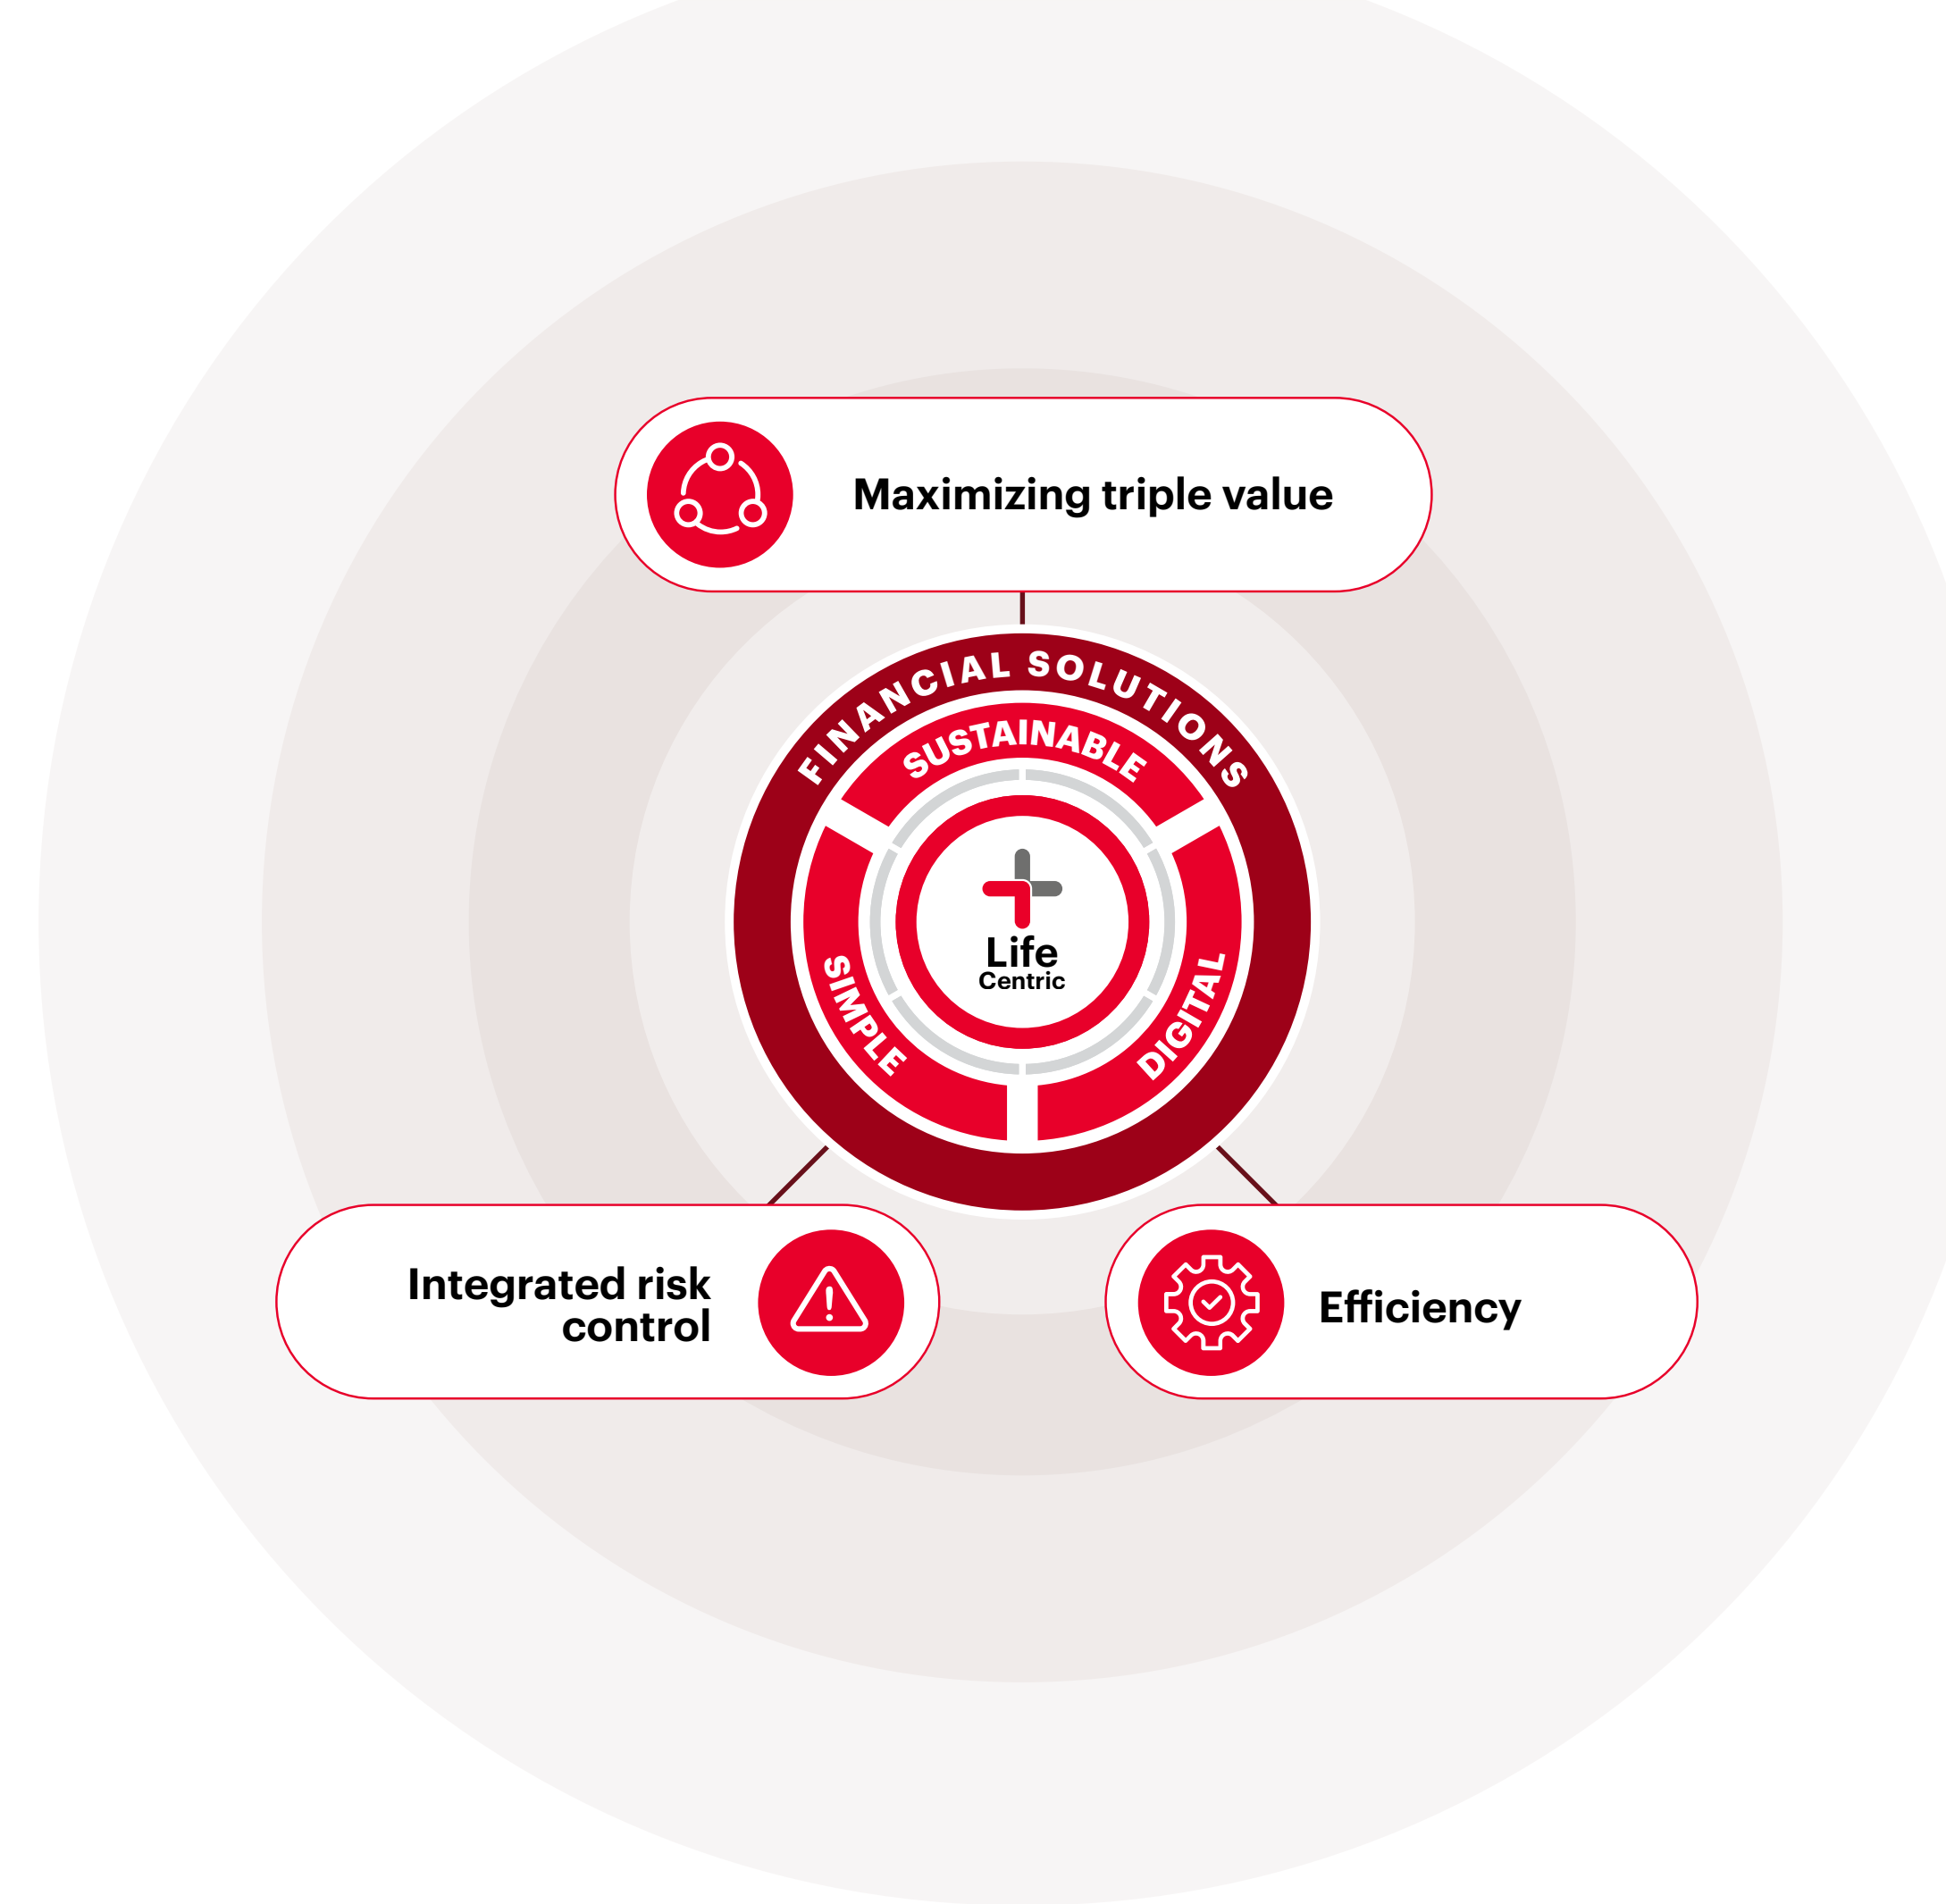 Maximizing triple value
FINANCIAL SOLUTIONS
SUSTAINABLE
SIMPLE
DIGITAL
Life
Centric
Integrated risk
control
Efficiency